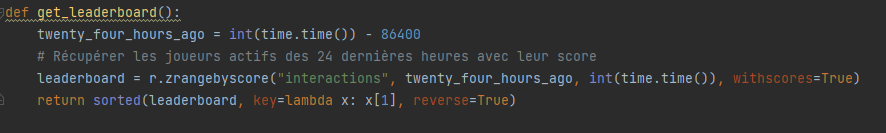 def get_leaderboard():
    twenty_four_hours_ago = int(time.time()) - 86400
    # Récupérer les joueurs actifs des 24 dernières heures avec leur score
    leaderboard = r.zrangebyscore("interactions", twenty_four_hours_ago, int(time.time()), withscores=True)
    return sorted(leaderboard, key=lambda x: x[1], reverse=True)